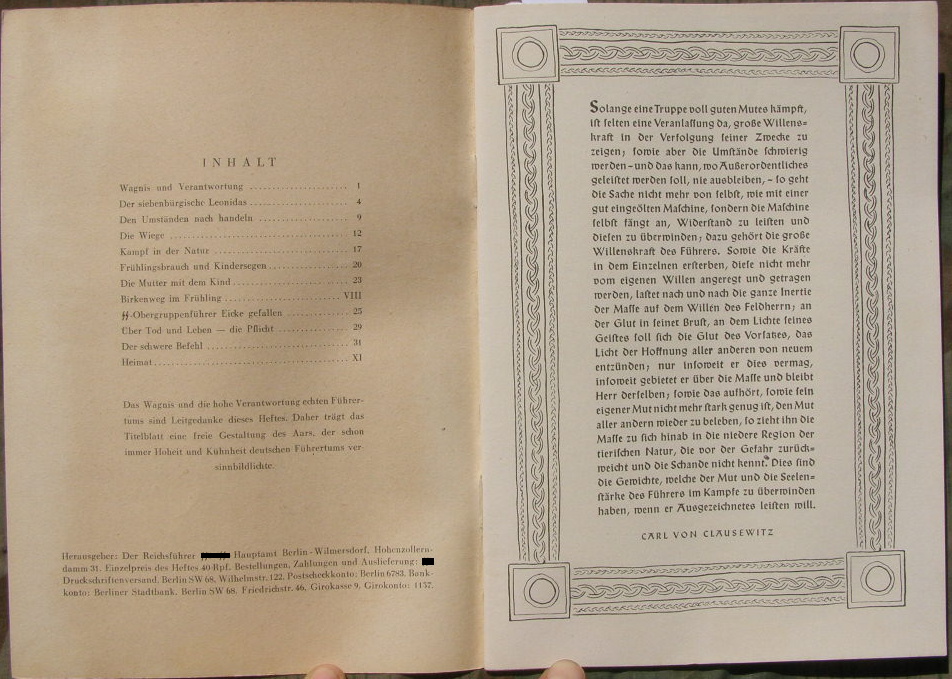 INHALT
Wagnis und Verantwortung ........................ 1
Der siebenbürgische Leonidas ........................ 4
Den Umständen nach handeln ........................ 9
Die Wiege ........................ 12
Kampf in der Natur ........................ 17
Frühlingsbrauch und Kindersegen ........................ 20
Die Mutter mit dem Kind ........................ 23
Birkenweg im Frühling ........................ VIII
ᛋᛋ-Obergruppenführer Eicke gefallen ........................ 25
Über Tod und Leben — die Pflicht ........................ 29
Der schwere Befehl ........................ 31
Heimat ........................ XI
Das Wagnis und die hohe Verantwortung echten Führer-
tums sind Leitgedanke dieses Heftes. Daher trägt das
Titelblatt eine freie Gestaltung des Aars, der schon
immer Hoheit und Kühnheit deutschen Führertums ver-
sinnbildlichte
Herausgeber: Der Reichsführer Hauptamt Berlin-Wilmersdorf, Hohenzollern-
damm 31. Einzelpreis des Heftes 40 Rpf. Bestellungen, Zahlungen und Auslieferung:
Druckschriftenversand, Berlin SW 68, Wilhelmstr. 122. Postscheckkonto: Berlin 6783. Bank-
konto: Berliner Stadtbank, Berlin SW 68, Friedrichstr. 46, Girokasse 9, Girokonto: 1157.
Solange eine Truppe voll guten Mutes kämpft,
ist selten eine Veranlassung da, große Willens-
kraft in der Verfolgung seiner Zwecke zu
zeigen; sowie aber die Umstände schwierig
werden – und das kann, wo Außerordentliches
geleistet werden soll, nie ausbleiben, – so geht
die Sache nicht mehr von selbst, wie mit einer
gut eingeölten Maschine, sondern die Maschine
selbst fängt an, Widerstand zu leisten und
diesen zu überwinden; dazu gehört die große
Willenskraft des Führers. Sowie die Kräfte
in dem Einzelnen ersterben, diese nicht mehr
vom eigenen Willen angeregt und getragen
werden, lastet nach und nach die ganze Inertie
der Masse auf dem Willen des Feldherrn; an
der Glut in seiner Brust, an dem Lichte seines
Geistes soll sich die Glut des Vorsatzes, das
Licht der Hoffnung aller anderen von neuem
entzünden; nur insoweit er dies vermag,
insoweit gebietet er über die Masse und bleibt
Herr derselben; sowie das aufhört, sowie sein
eigener Mut nicht mehr stark genug ist, den Mut
aller andern wieder zu beleben, so zieht ihn die
Masse zu sich hinab in die niedere Region der
tierischen Natur, die vor der Gefahr zurück-
weicht und die Schande nicht kennt. Dies sind
die Gewichte, welche der Mut und die Seelen-
stärke des Führers im Kampfe zu überwinden
haben, wenn er Ausgezeichnetes leisten will.
CARL VON CLAUSEWITZ